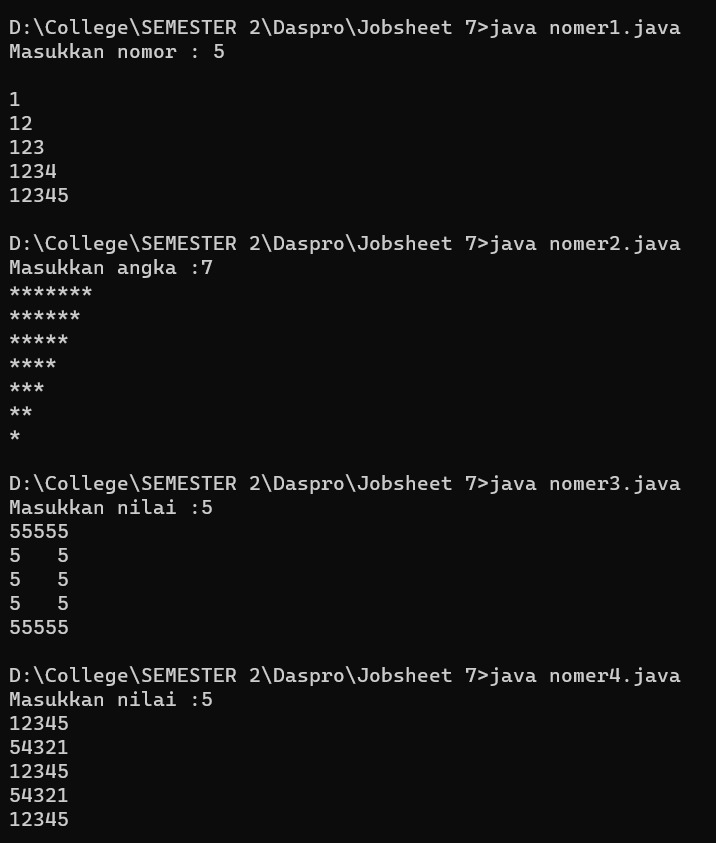 D:\College\SEMESTER 2\Daspro\Jobsheet 7>java nomer1.java
Masukkan nomor : 5
1
12
123
1234
12345
D:\College\SEMESTER 2\Daspro\Jobsheet 7>java nomer2.java
Masukkan angka :7
*******
******
*****
****
***
**
*
D:\College\SEMESTER 2\Daspro\Jobsheet 7>java nomer3.java
Masukkan nilai :5
55555
5   5
5   5
5   5
55555
D:\College\SEMESTER 2\Daspro\Jobsheet 7>java nomer4.java
Masukkan nilai :5
12345
54321
12345
54321
12345